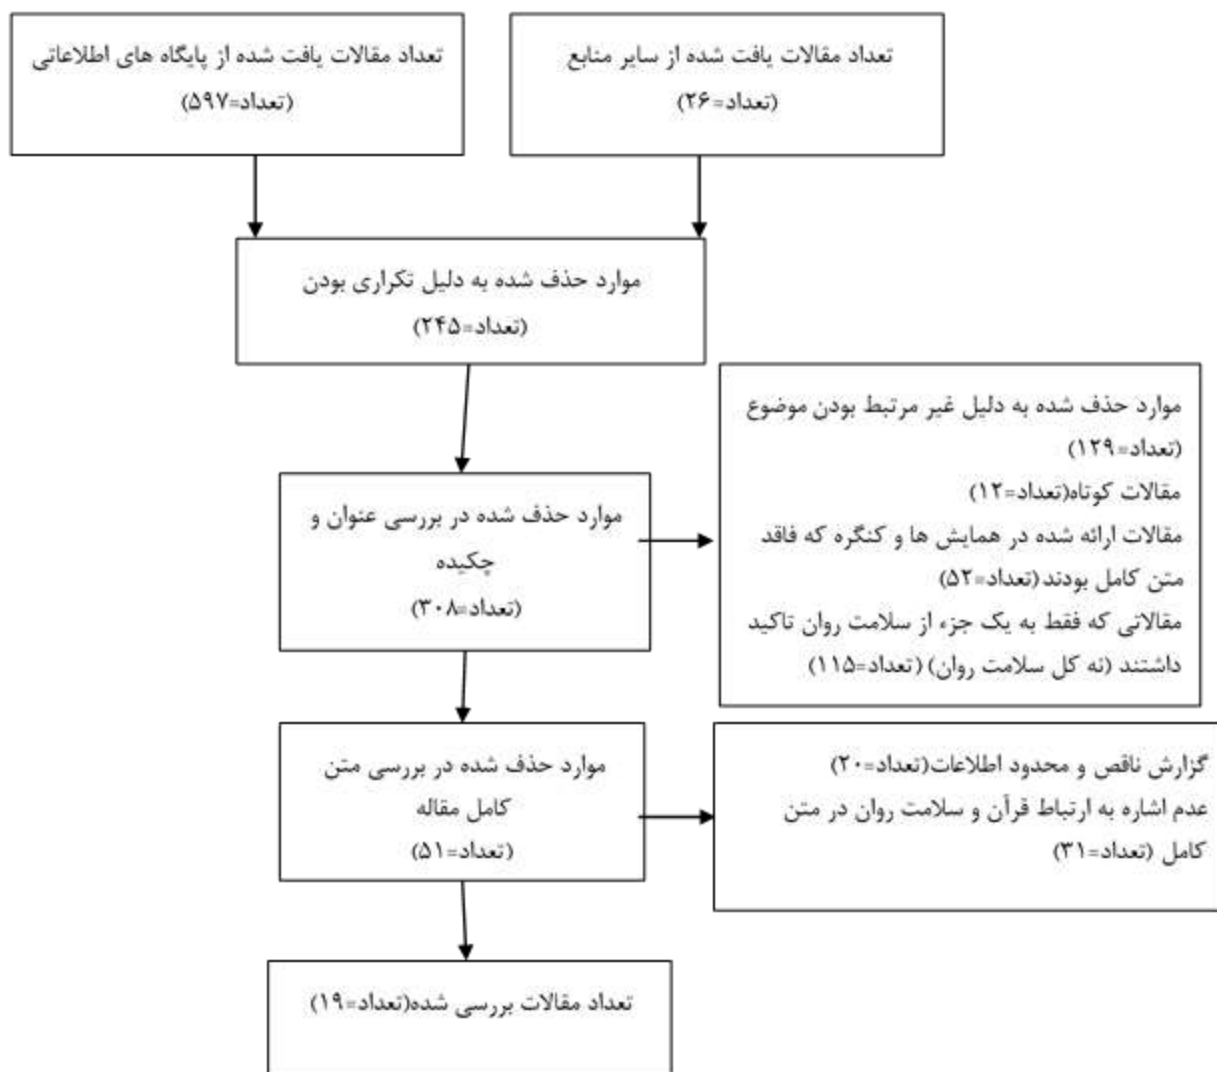 تعداد مقالات یافت شده از پایگاه های اطلاعاتی
(تعداد=۵۹۷)
تعداد مقالات یافت شده از سایر منابع
(تعداد=۲۶)
موارد حذف شده به دلیل تکراری بودن
(تعداد=۲۴۵)
موارد حذف شده در بررسی عنوان و
چکیده
(تعداد=۳۰۸)
موارد حذف شده به دلیل غیر مرتبط بودن موضوع
(تعداد=۱۲۹)
مقالات کوتاه(تعداد=۱۲)
مقالات ارائه شده در همایش ها و کنگره که فاقد
متن کامل بودند(تعداد=۵۲)
مقالاتی که فقط به یک جزء از سلامت روان تاکید
داشتند (نه کل سلامت روان) (تعداد=۱۱۵)
موارد حذف شده در بررسی متن
کامل مقاله
(تعداد=۵۱)
گزارش ناقص و محدود اطلاعات(تعداد=۲۰)
عدم اشاره به ارتباط قرآن و سلامت روان در متن
کامل (تعداد=۳۱)
تعداد مقالات بررسی شده(تعداد=۱۹)